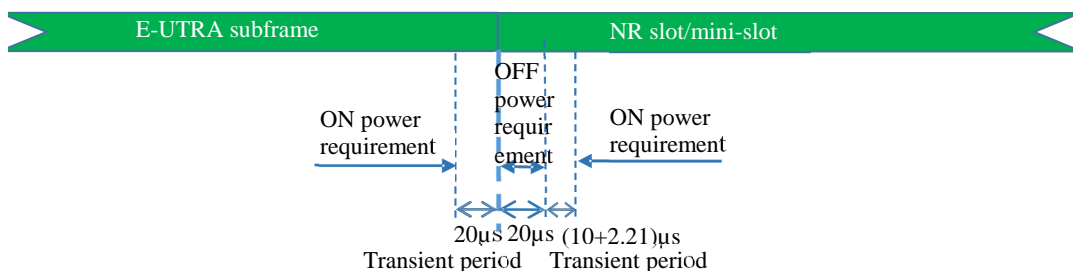 E-UTRA subframe
NR slot/mini-slot
OFF
power
requir
ement
ON power
requirement
ON power
requirement
20µs 20µs (10+2.21)µs
Transient period Transient period